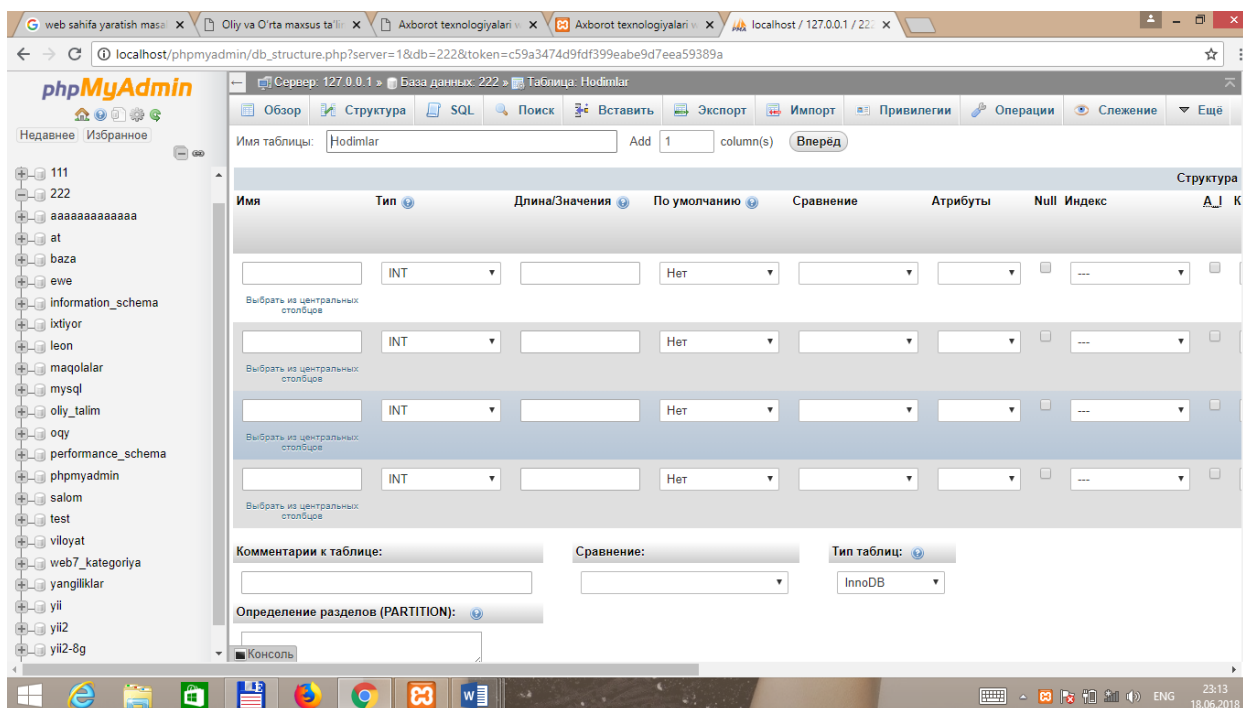 web sahifa yaratish masa
Oliy va O'rta maxsus ta'li
Axborot texnologiyalari v
Axborot texnologiyalari v
localhost / 127.0.0.1 / 222
localhost/phpmyadmin/db_structure.php?server=1&db=222&token=c59a3474d9fdf399eabe9d7eea59389a
phpMyAdmin
Недавнее Избранное
111
222
aaaaaaaaaaaaa
at
baza
ewe
information_schema
ixtiyor
leon
maqolalar
mysql
oliy_talim
oqy
performance_schema
phpmyadmin
salom
test
viloyat
web7_kategoriya
yangiliklar
yii
yii2
yii2-8g
Сервер: 127.0.0.1 » База данных: 222 » Таблица: Hodimlar
Обзор Структура SQL Поиск Вставить Экспорт Импорт Привилегии Операции Слежение Ещё
Имя таблицы: Hodimlar Add 1 column(s) Вперёд
Структура
Имя Тип Длина/Значения По умолчанию Сравнение Атрибуты Null Индекс A_I К
INT Нет ---
Выбрать из центральных
столбцов
INT Нет ---
Выбрать из центральных
столбцов
INT Нет ---
Выбрать из центральных
столбцов
INT Нет ---
Выбрать из центральных
столбцов
Комментарии к таблице: Сравнение: Тип таблиц:
InnoDB
Определение разделов (PARTITION):
Консоль
ENG
23:13
18.06.2018